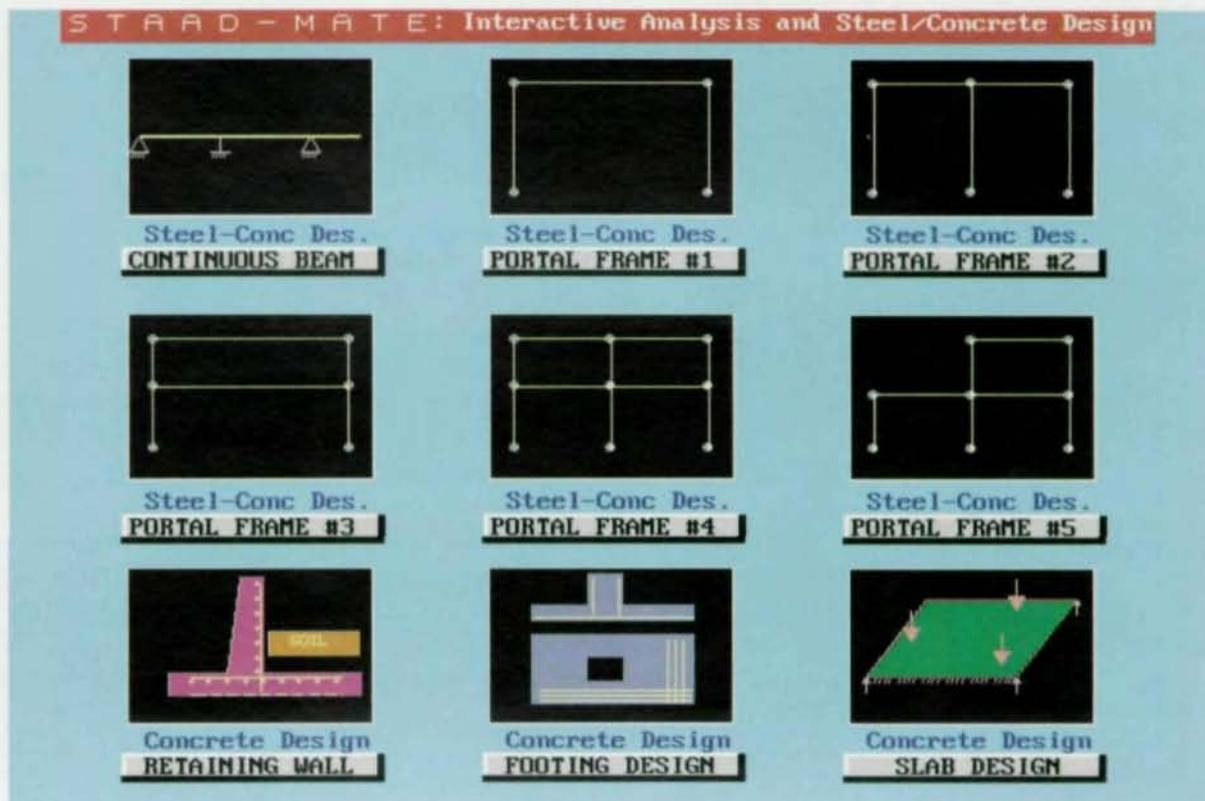 STAAD-MATE: Interactive Analysis and Steel/Concrete Design
Steel-Conc Des.
CONTINUOUS BEAM
Steel-Conc Des.
PORTAL FRAME #1
Steel-Conc Des.
PORTAL FRAME #2
Steel-Conc Des.
PORTAL FRAME #3
Steel-Conc Des.
PORTAL FRAME #4
Steel-Conc Des.
PORTAL FRAME #5
SOIL
Concrete Design
RETAINING WALL
Concrete Design
FOOTING DESIGN
Concrete Design
SLAB DESIGN